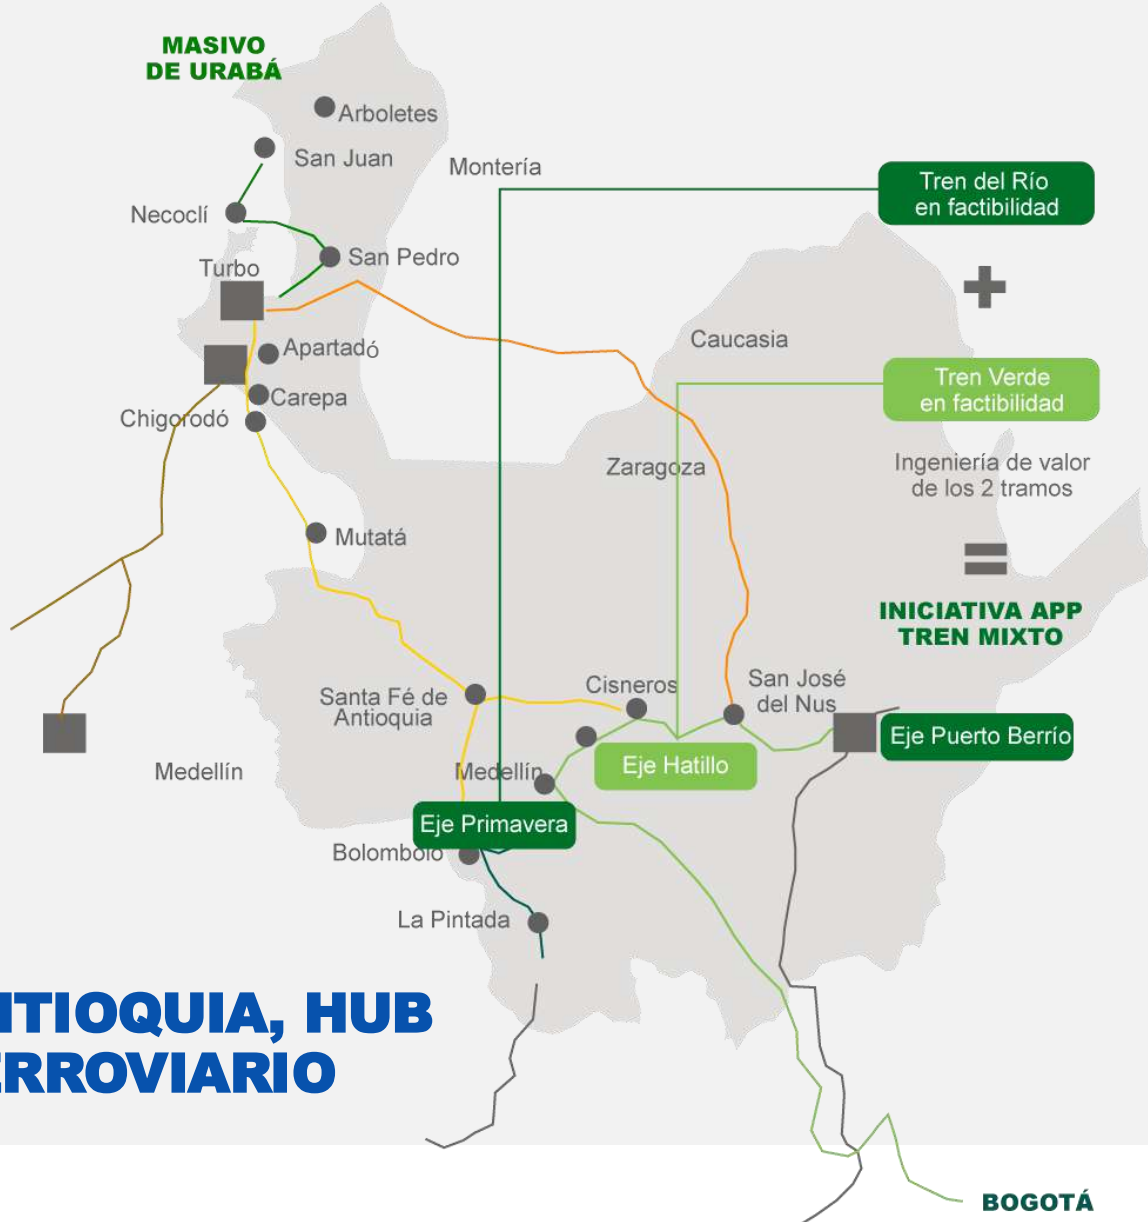 MASIVO
DE URABÁ
Arboletes
San Juan
Montería
Necoclí
San Pedro
Turbo
Apartadó
Carepa
Chigorodó
Mutatá
Caucasia
Zaragoza
Tren del Río
en factibilidad
+
Tren Verde
en factibilidad
Ingeniería de valor
de los 2 tramos
=
INICIATIVA APP
TREN MIXTO
Santa Fé de
Antioquia
Cisneros
San José
del Nus
Eje Puerto Berrío
Eje Hatillo
Medellín
Medellín
Eje Primavera
Bolombolo
La Pintada
NTIOQUIA, HUB
ERROVIARIO
BOGOTÁ